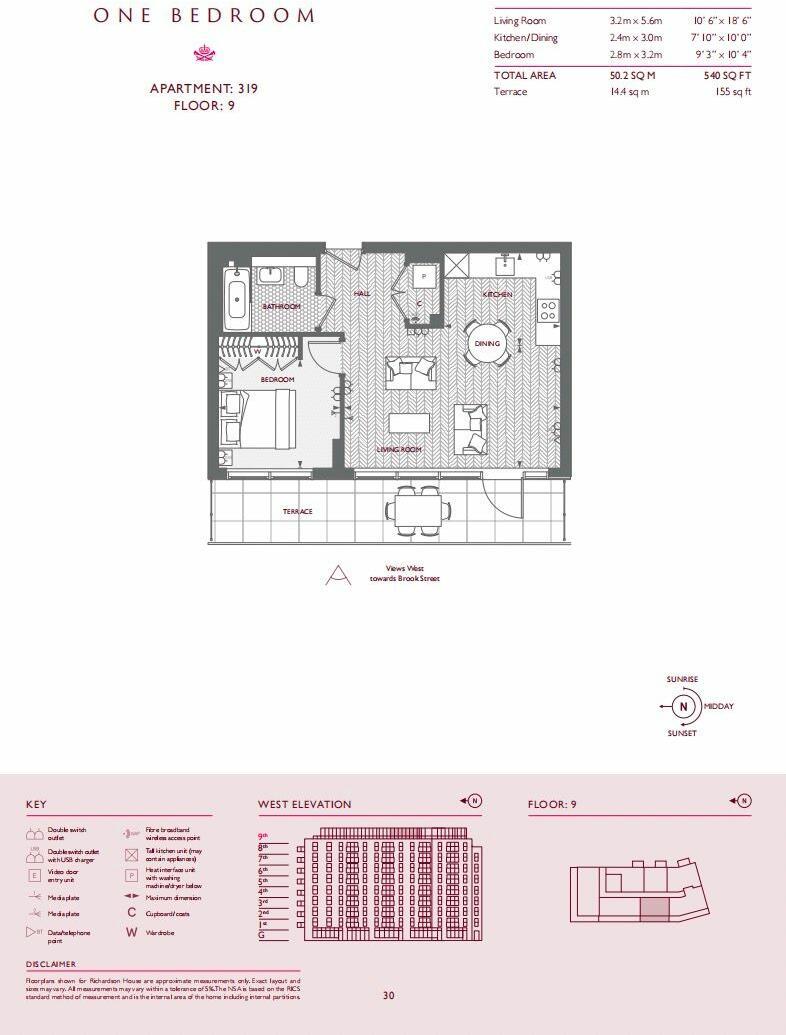 ONE BEDROOM
APARTMENT: 319
FLOOR: 9
Living Room 3.2m x 5.6m 10' 6" x 18' 6"
Kitchen/Dining 2.4m x 3.0m 7' 10" x 10'0"
Bedroom 2.8m x 3.2m 9' 3" x 10' 4"
TOTAL AREA 50.2 SQ M 540 SQ FT
Terrace 14.4 sq m 155 sq ft
P
BATHROOM
HALL
C
KITCHEN
DINING
W
BEDROOM
LIVING ROOM
TERRACE
Views West
towards Brook Street
SUNRISE
N MIDDAY
SUNSET
KEY
Double switch
outlet
USB
Double switch outlet
with USB charger
E
Video door
entry unit
Media plate
Media plate
BT
Data/telephone
point
WAP
Fibre broadband
wireless access point
Tall kitchen unit (may
contain appliances)
P
Heat interface unit
with washing
machine/dryer below
Maximum dimension
C Cupboard/coats
W Wardrobe
WEST ELEVATION
N
9th
8th
7th
6th
5th
4th
3rd
2nd
1st
G
FLOOR: 9
N
DISCLAIMER
Floorplans shown for Richardson House are approximate measurements only. Exact layout and
sizes may vary. All measurements may vary within a tolerance of 5%. The NSA is based on the RICS
standard method of measurement and is the internal area of the home including internal partitions.
30